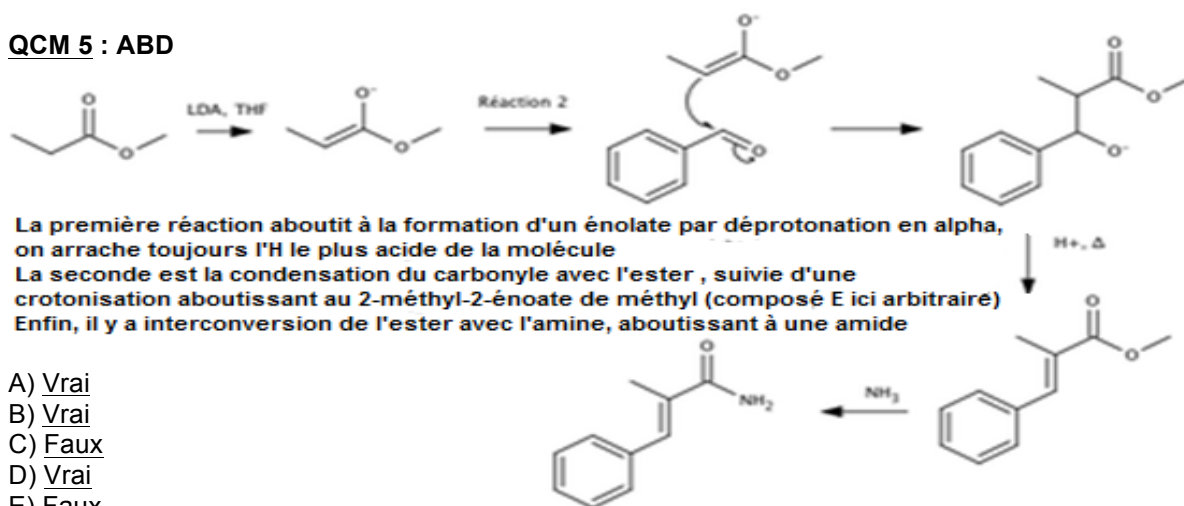 QCM 5 : ABD
O
O
LDA, THF
O-
O
Réaction 2
O-
O
O
O
O
O-
La première réaction aboutit à la formation d'un énolate par déprotonation en alpha,
on arrache toujours l'H le plus acide de la molécule
La seconde est la condensation du carbonyle avec l'ester , suivie d'une
crotonisation aboutissant au 2-méthyl-2-énoate de méthyl (composé E ici arbitraire)
Enfin, il y a interconversion de l'ester avec l'amine, aboutissant à une amide
H+, Δ
O
O
NH3
O
NH2
A) Vrai
B) Vrai
C) Faux
D) Vrai
E) Faux